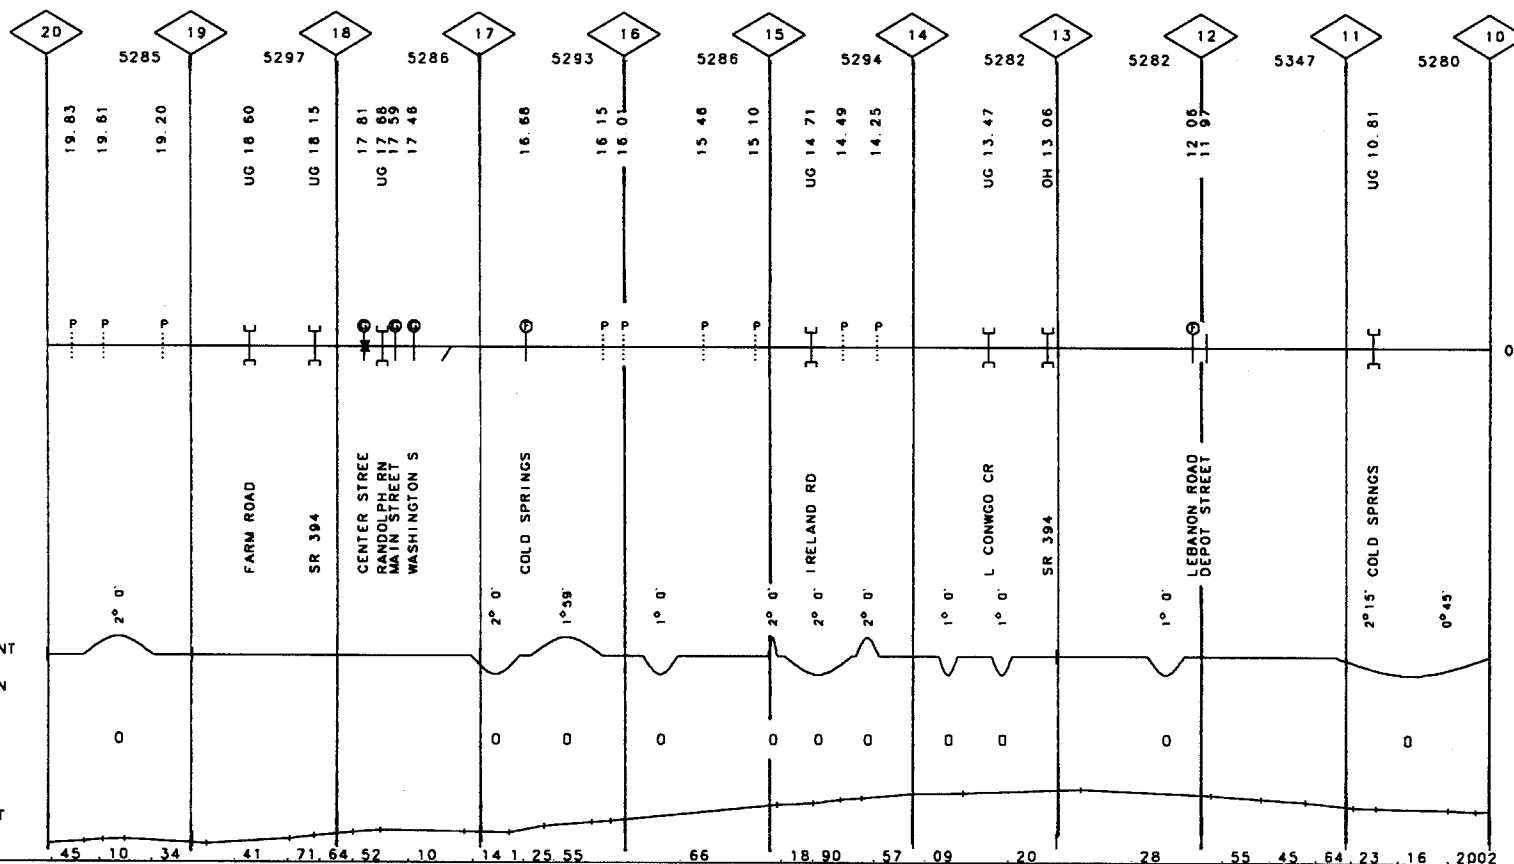 20 19 18 17 16 15 14 13 12 11 10
5285 5297 5286 5293 5286 5294 5282 5282 5347 5280
19.83
19.61
19.20
UG 18 60
UG 18 15
17 81
UG 17 68
17 59
17 46
16.68
16 15
16 01
15 46
15 10
UG 14 71
14.49
14.25
UG 13.47
OH 13 06
12 06
11 97
UG 10.81
P P P G G G F P P P P P P F
0
FARM ROAD
SR 394
CENTER STREE
RANDOLPH RN
MAIN STREET
WASHINGTON S
COLD SPRINGS
IRELAND RD
L CONWGO CR
SR 394
LEBANON ROAD
DEPOT STREET
COLD SPRNGS
2° 0'
2° 0'
1°59'
1° 0'
2° 0'
2° 0'
2° 0'
1° 0'
1° 0'
1° 0'
2°15'
0°45'
NT
N
0 0 0 0 0 0 0 0 0 0 0
T
.45 .10 .34 .41 .71 .64 .52 .10 .14 1.25 .55 .66 .18 .90 .57 .09 .20 .28 .55 .45 .64 .23 .16 .2002